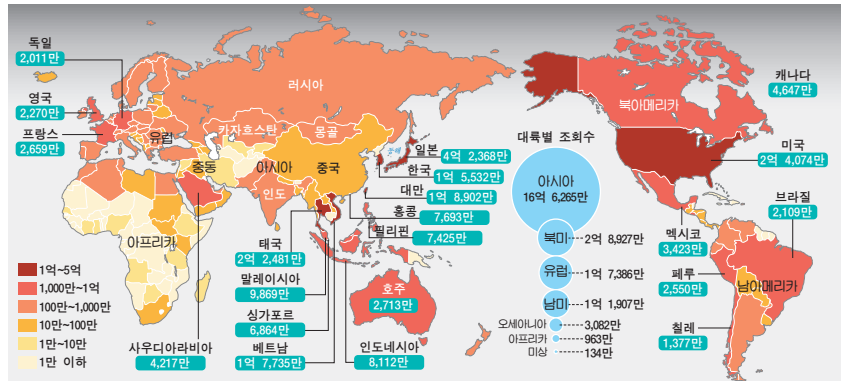 독일
2,011만
영국
2,270만
프랑스
2,659만
유럽
러시아
카자흐스탄
몽골
중동
아시아
중국
인도
아프리카
동해
일본
4억 2,368만
한국
1억 5,532만
대만
1억 8,902만
홍콩
7,693만
필리핀
7,425만
태국
2억 2,481만
말레이시아
9,869만
싱가포르
6,864만
베트남
1억 7,735만
인도네시아
8,112만
호주
2,713만
사우디아라비아
4,217만
1억~5억
1,000만~1억
100만~1,000만
10만~100만
1만~10만
1만 이하
대륙별 조회수
아시아
16억 6,265만
북미 2억 8,927만
유럽 1억 7,386만
남미 1억 1,907만
오세아니아 3,082만
아프리카 963만
미상 134만
북아메리카
캐나다
4,647만
미국
2억 4,074만
브라질
2,109만
멕시코
3,423만
페루
2,550만
남아메리카
칠레
1,377만